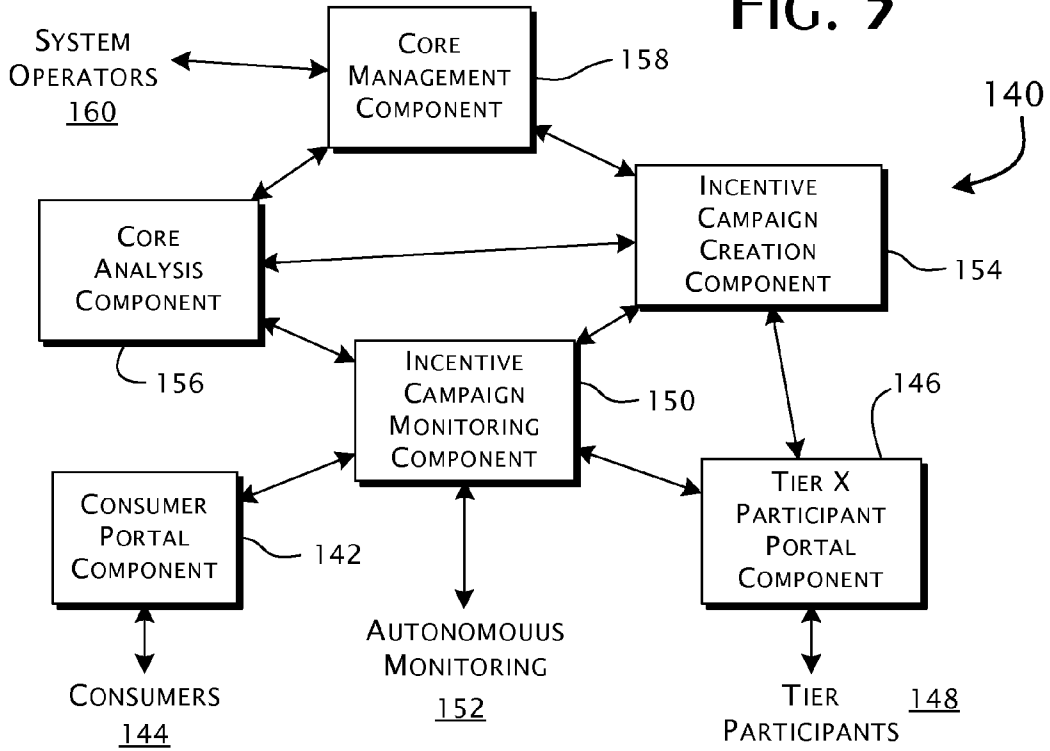 FIG. 9
SYSTEM
OPERATORS
160
CORE
MANAGEMENT
COMPONENT
158
140
INCENTIVE
CAMPAIGN
CREATION
COMPONENT
154
CORE
ANALYSIS
COMPONENT
156
INCENTIVE
CAMPAIGN
MONITORING
COMPONENT
150
146
TIER X
PARTICIPANT
PORTAL
COMPONENT
CONSUMER
PORTAL
COMPONENT
142
AUTONOMOUUS
MONITORING
152
CONSUMERS
144
TIER
PARTICIPANTS
148